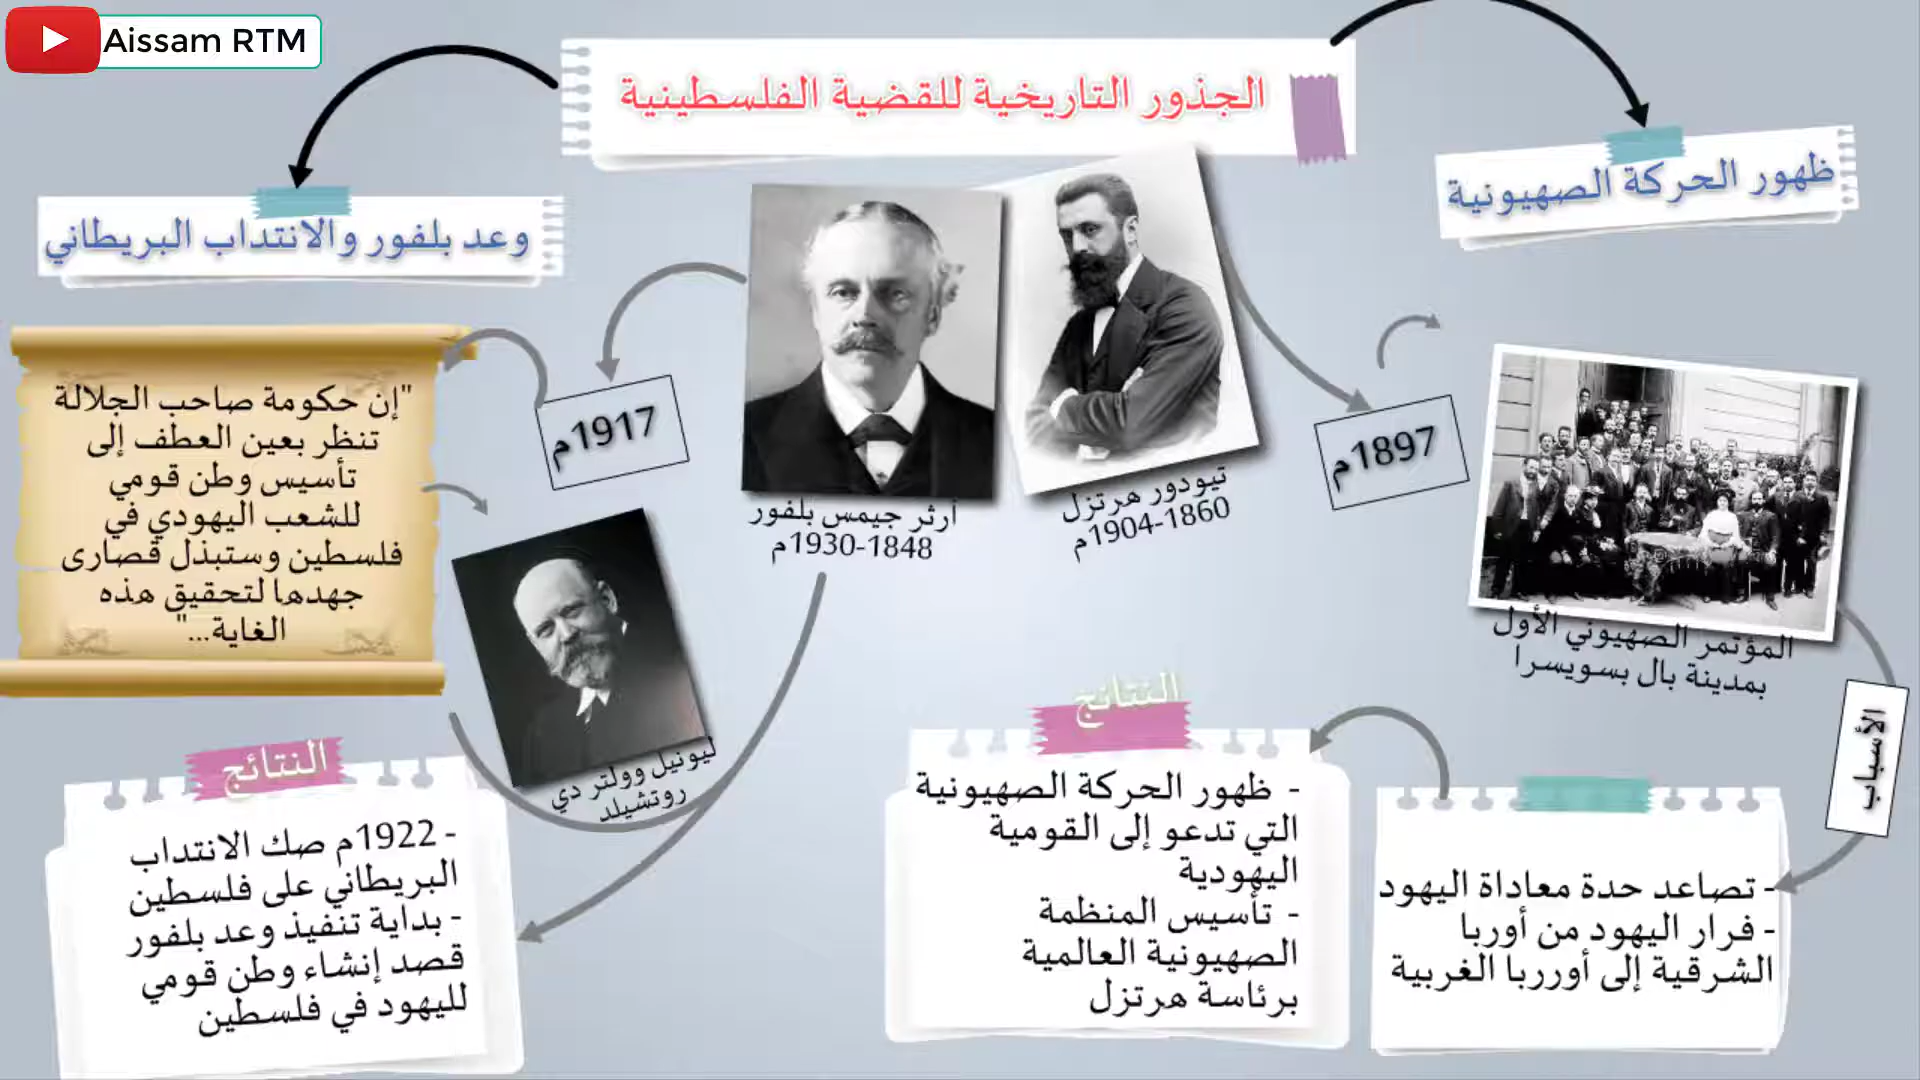 Aissam RTM
الجذور التاريخية للقضية الفلسطينية
ظهور الحركة الصهيونية
تيودور هرتزل
1860-1904م
1897م
المؤتمر الصهيوني الأول
بمدينة بال بسويسرا
الأسباب
- تصاعد حدة معاداة اليهود
- فرار اليهود من أوربا
الشرقية إلى أورربا الغربية
النتائج
- ظهور الحركة الصهيونية
التي تدعو إلى القومية
اليهودية
- تأسيس المنظمة
الصهيونية العالمية
برئاسة هرتزل
وعد بلفور والانتداب البريطاني
أرثر جيمس بلفور
1848-1930م
1917م
"إن حكومة صاحب الجلالة
تنظر بعين العطف إلى
تأسيس وطن قومي
للشعب اليهودي في
فلسطين وستبذل قصارى
جهدها لتحقيق هذه
الغاية..."
ليونيل وولتر دي
روتشيلد
النتائج
- 1922م صك الانتداب
البريطاني على فلسطين
- بداية تنفيذ وعد بلفور
قصد إنشاء وطن قومي
لليهود في فلسطين